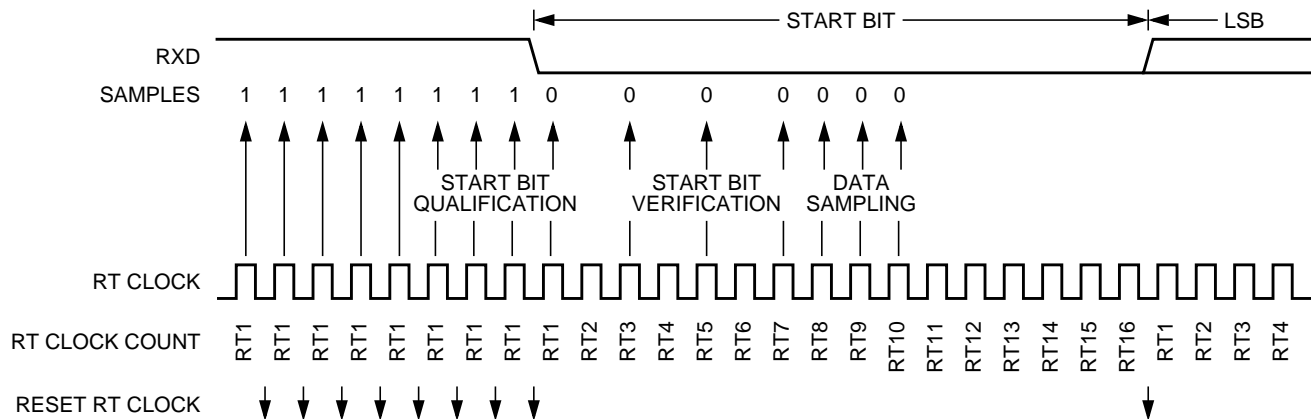 START BIT
LSB
RXD
SAMPLES 1 1 1 1 1 1 1 1 0 0 0 0 0 0 0
START BIT QUALIFICATION
START BIT VERIFICATION
DATA SAMPLING
RT CLOCK
RT CLOCK COUNT RT1 RT1 RT1 RT1 RT1 RT1 RT1 RT1 RT1 RT2 RT3 RT4 RT5 RT6 RT7 RT8 RT9 RT10 RT11 RT12 RT13 RT14 RT15 RT16 RT1 RT2 RT3 RT4
RESET RT CLOCK